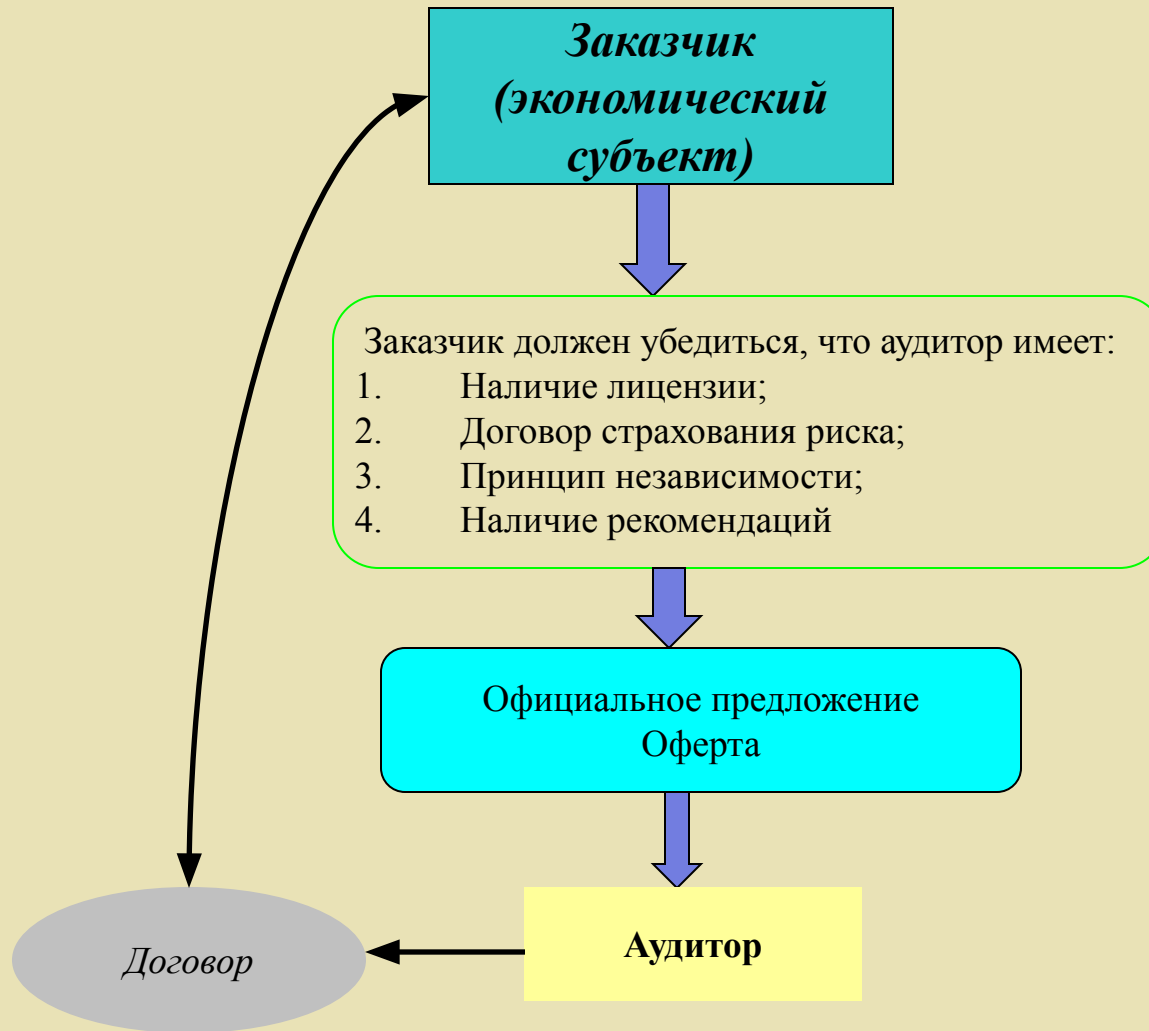 Заказчик
(экономический
субъект)
Заказчик должен убедиться, что аудитор имеет:
1. Наличие лицензии;
2. Договор страхования риска;
3. Принцип независимости;
4. Наличие рекомендаций
Официальное предложение
Оферта
Аудитор
Договор